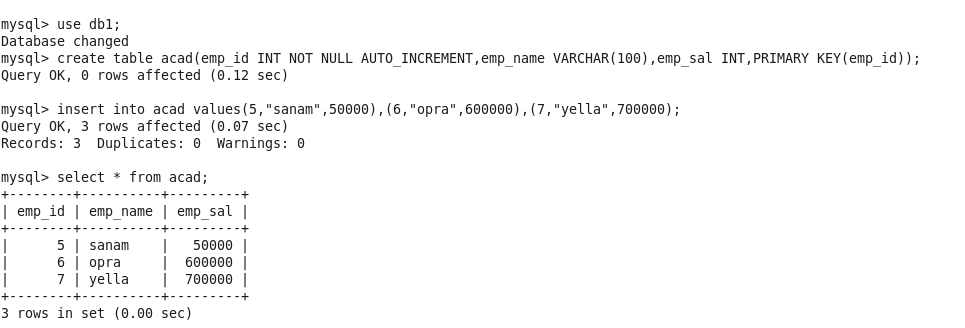 mysql> use db1;
Database changed
mysql> create table acad(emp_id INT NOT NULL AUTO_INCREMENT,emp_name VARCHAR(100),emp_sal INT,PRIMARY KEY(emp_id));
Query OK, 0 rows affected (0.12 sec)

mysql> insert into acad values(5,"sanam",50000),(6,"opra",600000),(7,"yella",700000);
Query OK, 3 rows affected (0.07 sec)
Records: 3  Duplicates: 0  Warnings: 0

mysql> select * from acad;
+--------+----------+---------+
| emp_id | emp_name | emp_sal |
+--------+----------+---------+
|      5 | sanam    |   50000 |
|      6 | opra     |  600000 |
|      7 | yella    |  700000 |
+--------+----------+---------+
3 rows in set (0.00 sec)